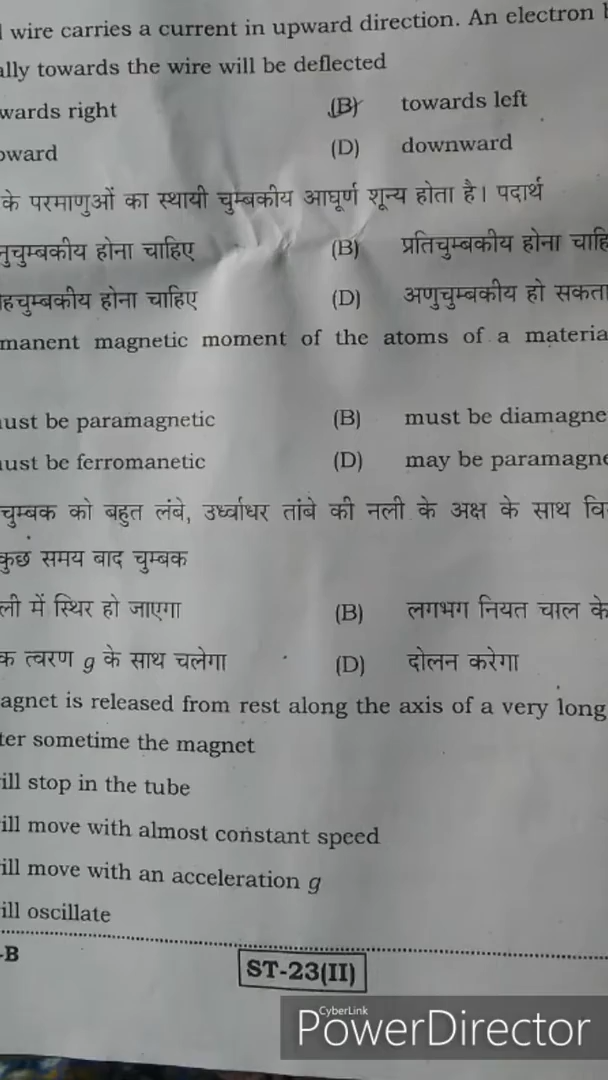 wire carries a current in upward direction. An electron
ally towards the wire will be deflected
wards right (B) towards left
ward (D) downward
के परमाणुओं का स्थायी चुम्बकीय आघूर्ण शून्य होता है। पदार्थ
नुचुम्बकीय होना चाहिए (B) प्रतिचुम्बकीय होना चाहि
हचुम्बकीय होना चाहिए (D) अणुचुम्बकीय हो सकता
manent magnetic moment of the atoms of a materia
ust be paramagnetic (B) must be diamagne
ust be ferromanetic (D) may be paramagne
चुम्बक को बहुत लंबे, उर्ध्वाधर तांबे की नली के अक्ष के साथ वि
कुछ समय बाद चुम्बक
ली में स्थिर हो जाएगा (B) लगभग नियत चाल के
क त्वरण g के साथ चलेगा (D) दोलन करेगा
agnet is released from rest along the axis of a very long
ter sometime the magnet
ill stop in the tube
ill move with almost constant speed
ill move with an acceleration g
ill oscillate
-B
ST-23(II)
CyberLink
PowerDirector